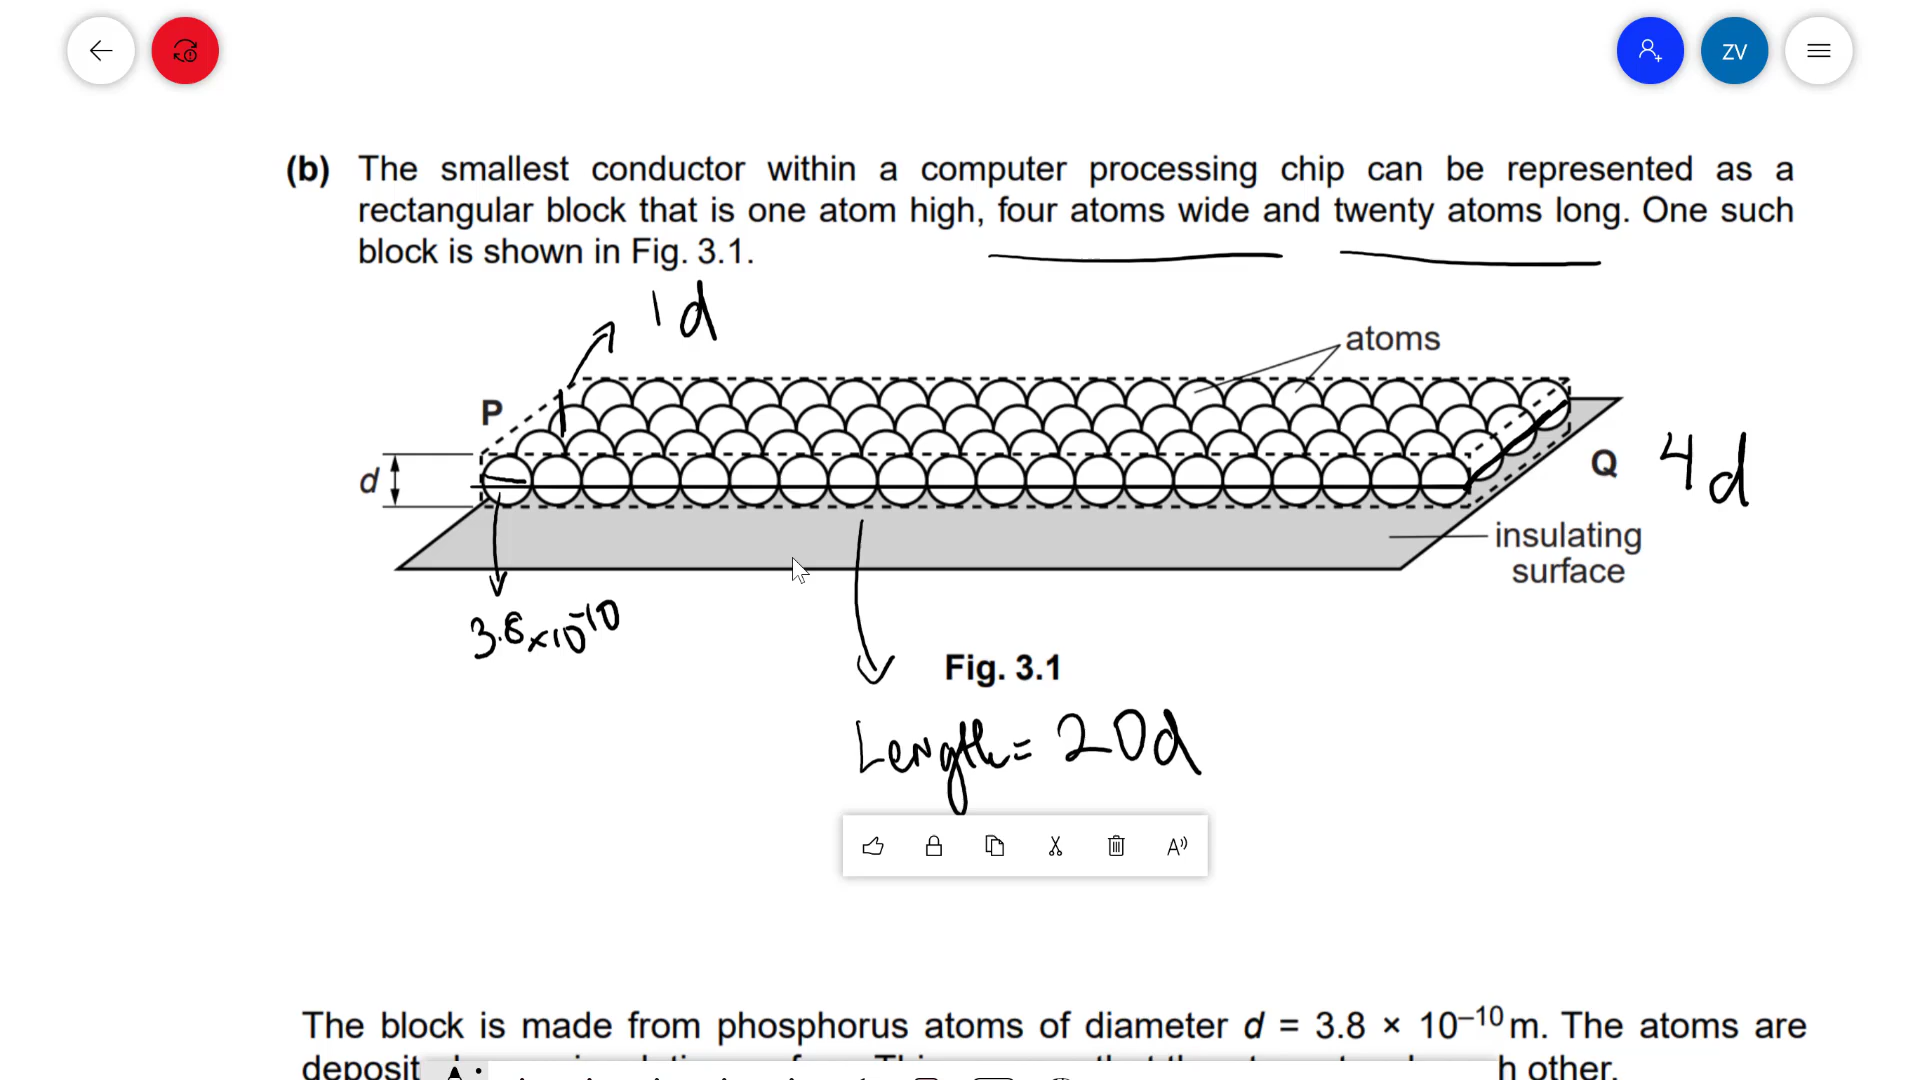 ZV
(b) The smallest conductor within a computer processing chip can be represented as a
rectangular block that is one atom high, four atoms wide and twenty atoms long. One such
block is shown in Fig. 3.1.
1d
atoms
P
d
Q
4d
insulating
surface
3.8×10⁻¹⁰
Fig. 3.1
Length = 20d
A
The block is made from phosphorus atoms of diameter d = 3.8 × 10⁻¹⁰ m. The atoms are
h other.